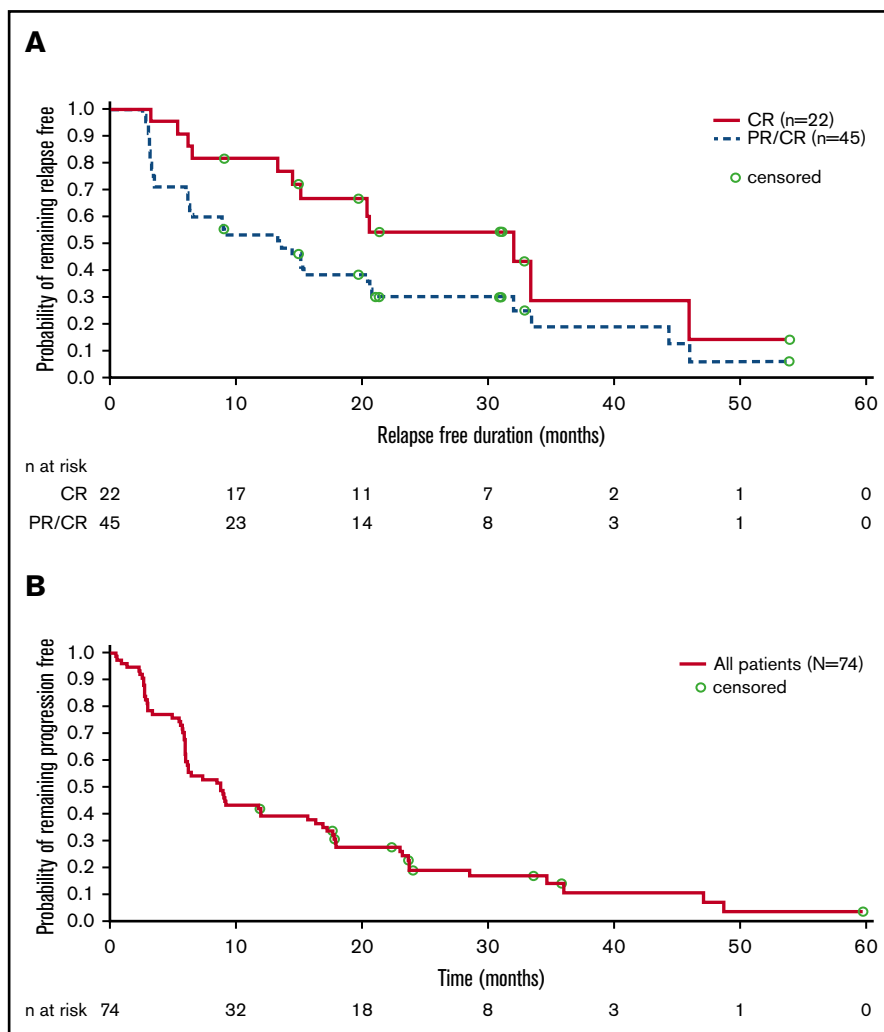 A
1.0
0.9
0.8
0.7
0.6
0.5
0.4
0.3
0.2
0.1
0.0
Probability of remaining relapse free
CR (n=22)
PR/CR (n=45)
censored
0 10 20 30 40 50 60
Relapse free duration (months)
n at risk
CR 22 17 11 7 2 1 0
PR/CR 45 23 14 8 3 1 0
B
1.0
0.9
0.8
0.7
0.6
0.5
0.4
0.3
0.2
0.1
0.0
Probability of remaining progression free
All patients (N=74)
censored
0 10 20 30 40 50 60
Time (months)
n at risk 74 32 18 8 3 1 0